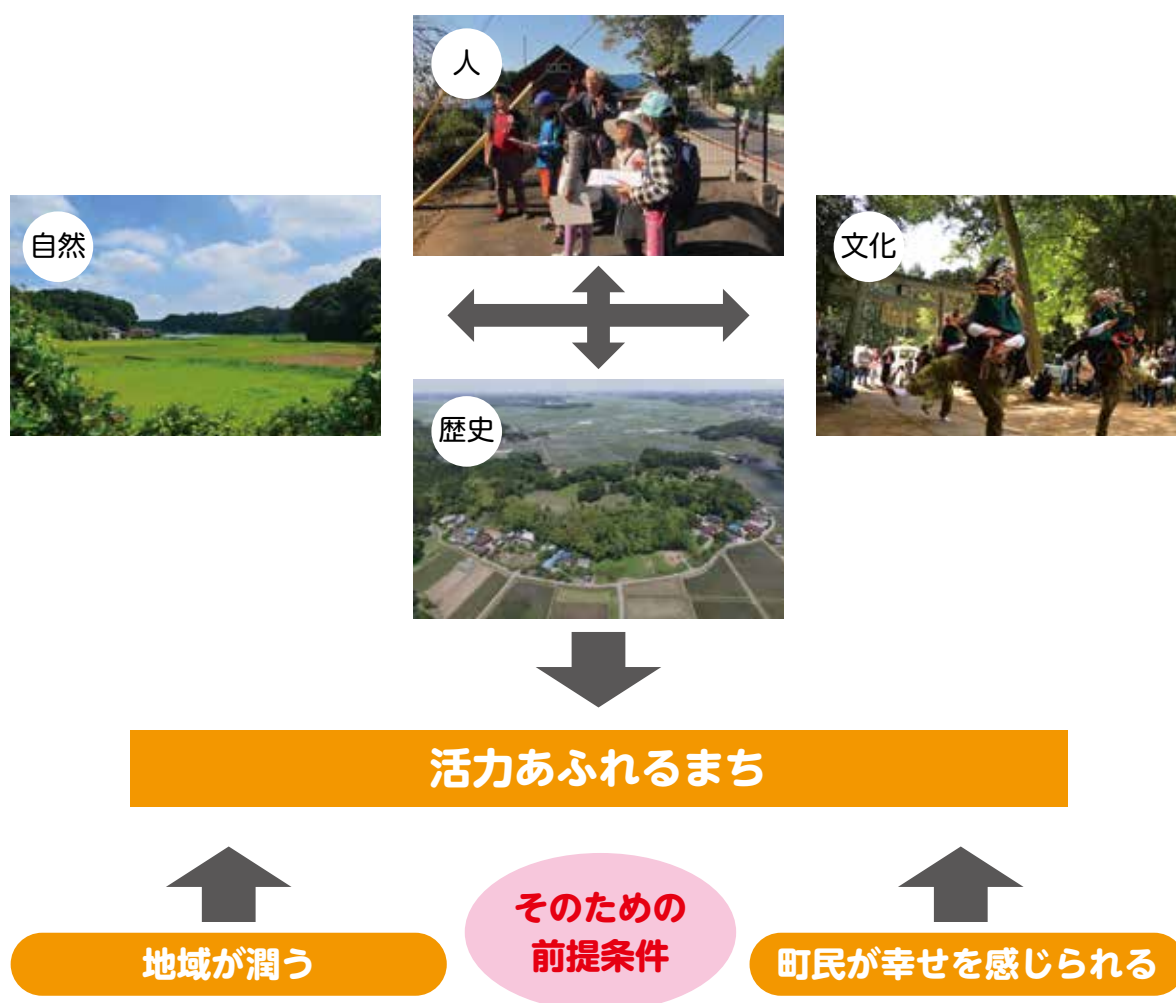 人
自然
文化
歴史
活力あふれるまち
そのための
前提条件
地域が潤う
町民が幸せを感じられる